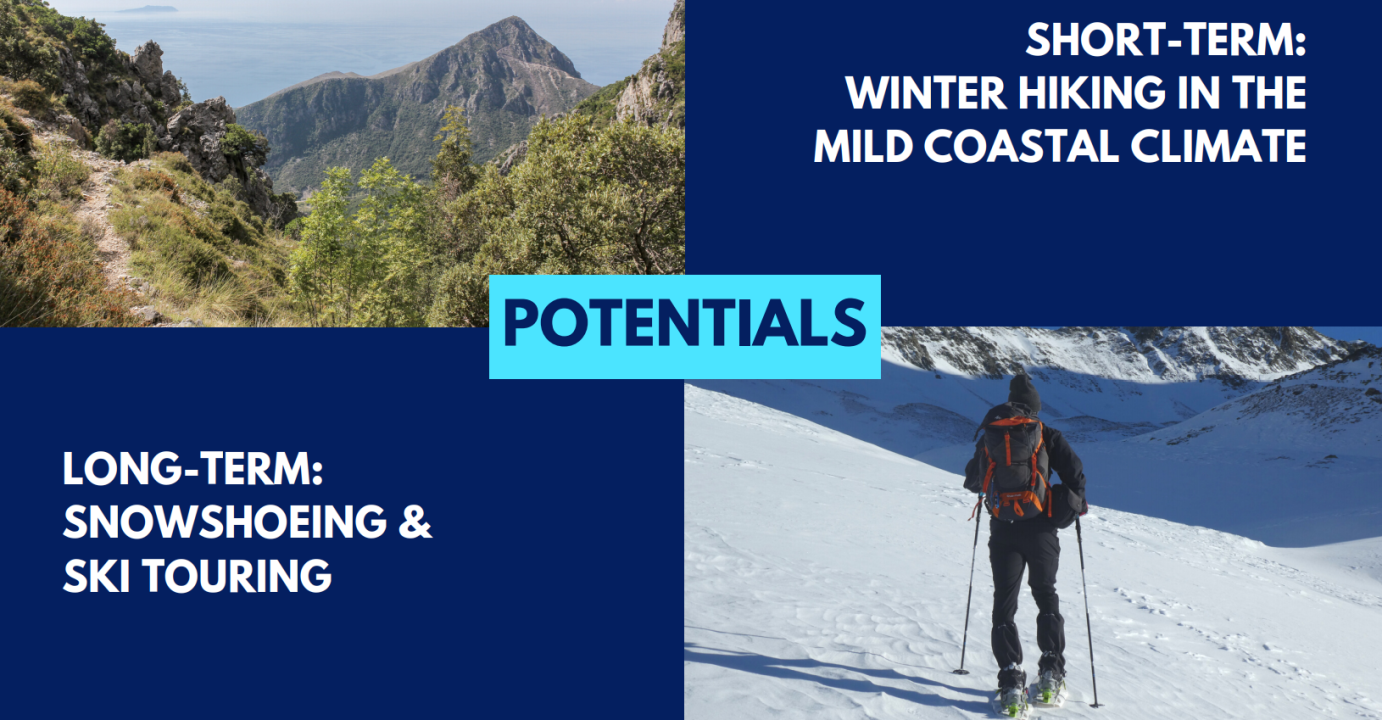 SHORT-TERM:
WINTER HIKING IN THE
MILD COASTAL CLIMATE
POTENTIALS
LONG-TERM:
SNOWSHOEING &
SKI TOURING